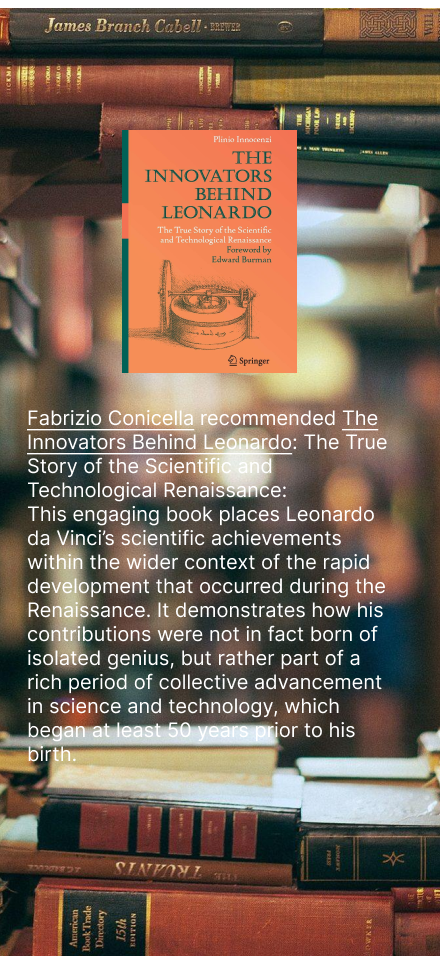 James Branch Cabell · BREWER
Plinio Innocenzi
THE
INNOVATORS
BEHIND
LEONARDO
The True Story of the Scientific
and Technological Renaissance
Foreword by
Edward Burman
Springer
Fabrizio Conicella recommended The
Innovators Behind Leonardo: The True
Story of the Scientific and
Technological Renaissance:
This engaging book places Leonardo
da Vinci’s scientific achievements
within the wider context of the rapid
development that occurred during the
Renaissance. It demonstrates how his
contributions were not in fact born of
isolated genius, but rather part of a
rich period of collective advancement
in science and technology, which
began at least 50 years prior to his
birth.
TRUANTS
American
Book Trade
Directory
15th
EDITION